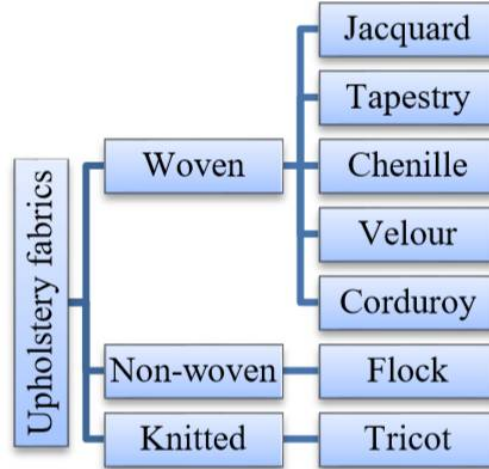 Upholstery fabrics
Woven
Jacquard
Tapestry
Chenille
Velour
Corduroy
Non-woven
Flock
Knitted
Tricot